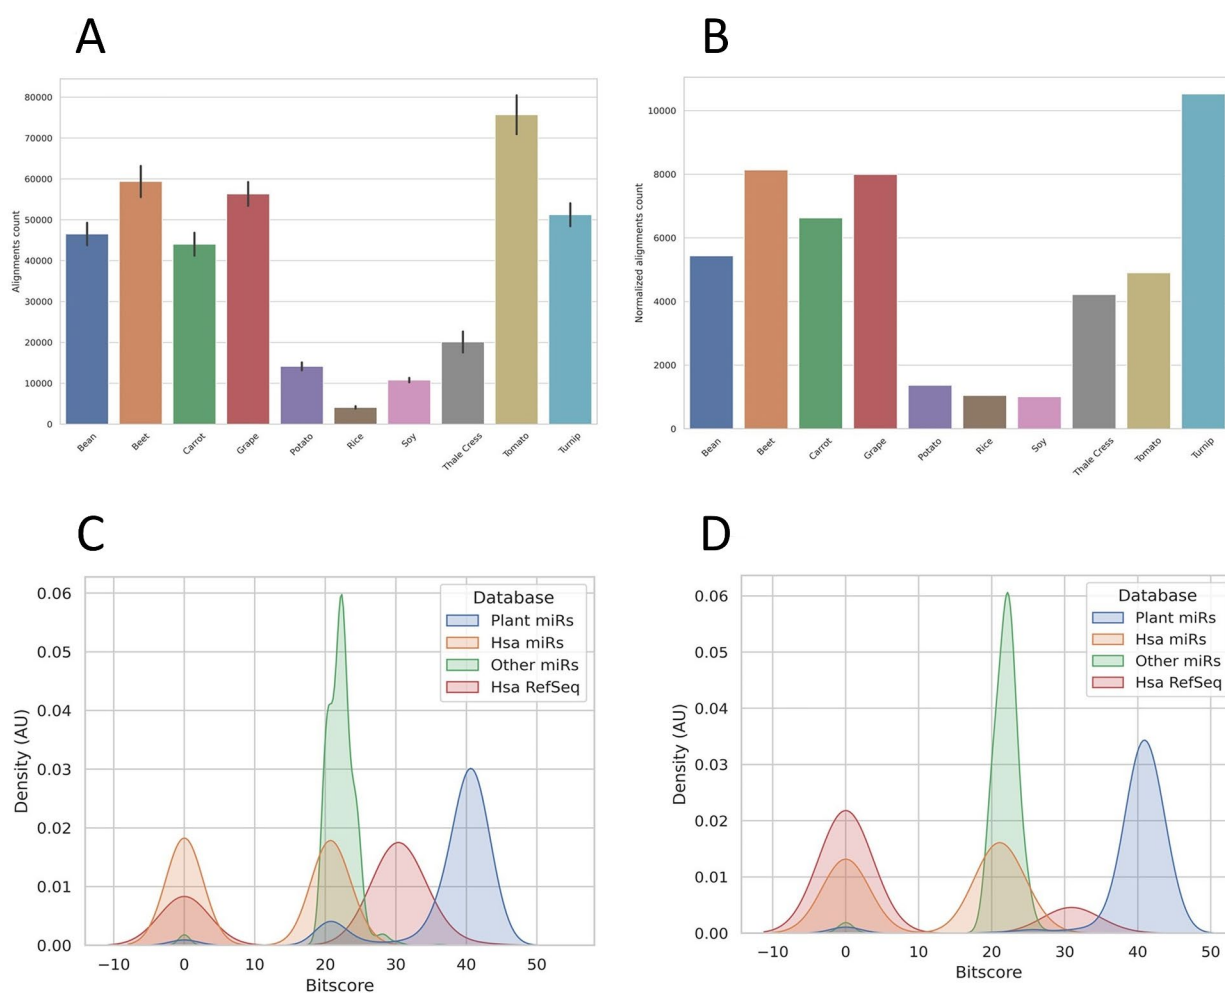 A
B
Alignments count
80000
70000
60000
50000
40000
30000
20000
10000
0
Bean
Beet
Carrot
Grape
Potato
Rice
Soy
Thale Cress
Tomato
Turnip
Normalized alignments count
10000
8000
6000
4000
2000
0
Bean
Beet
Carrot
Grape
Potato
Rice
Soy
Thale Cress
Tomato
Turnip
C
D
Density (AU)
0.06
0.05
0.04
0.03
0.02
0.01
0.00
Database
Plant miRs
Hsa miRs
Other miRs
Hsa RefSeq
−10 0 10 20 30 40 50
Bitscore
Density (AU)
0.06
0.05
0.04
0.03
0.02
0.01
0.00
Database
Plant miRs
Hsa miRs
Other miRs
Hsa RefSeq
−10 0 10 20 30 40 50
Bitscore